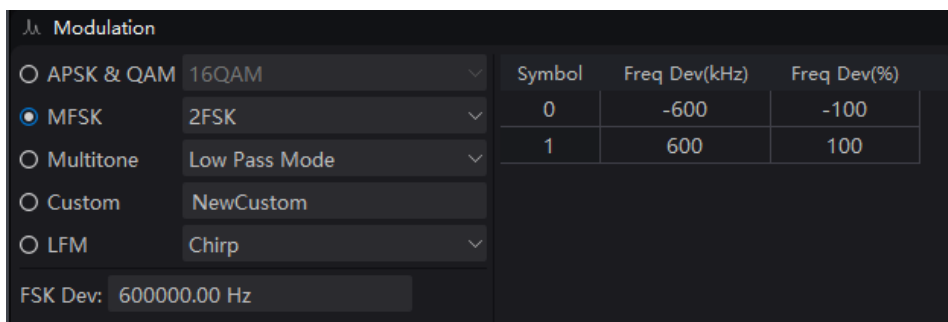 Modulation
APSK & QAM 16QAM Symbol Freq Dev(kHz) Freq Dev(%)
0 -600 -100
MFSK 2FSK
1 600 100
Multitone Low Pass Mode
Custom NewCustom
LFM Chirp
FSK Dev: 600000.00 Hz